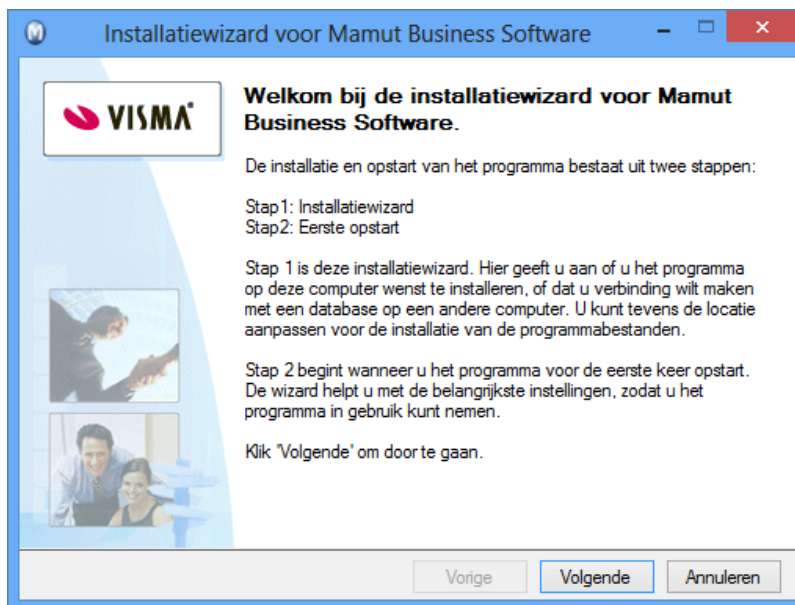 Installatiewizard voor Mamut Business Software
VISMA
Welkom bij de installatiewizard voor Mamut
Business Software.
De installatie en opstart van het programma bestaat uit twee stappen:
Stap1: Installatiewizard
Stap2: Eerste opstart
Stap 1 is deze installatiewizard. Hier geeft u aan of u het programma
op deze computer wenst te installeren, of dat u verbinding wilt maken
met een database op een andere computer. U kunt tevens de locatie
aanpassen voor de installatie van de programmabestanden.
Stap 2 begint wanneer u het programma voor de eerste keer opstart.
De wizard helpt u met de belangrijkste instellingen, zodat u het
programma in gebruik kunt nemen.
Klik 'Volgende' om door te gaan.
Vorige
Volgende
Annuleren